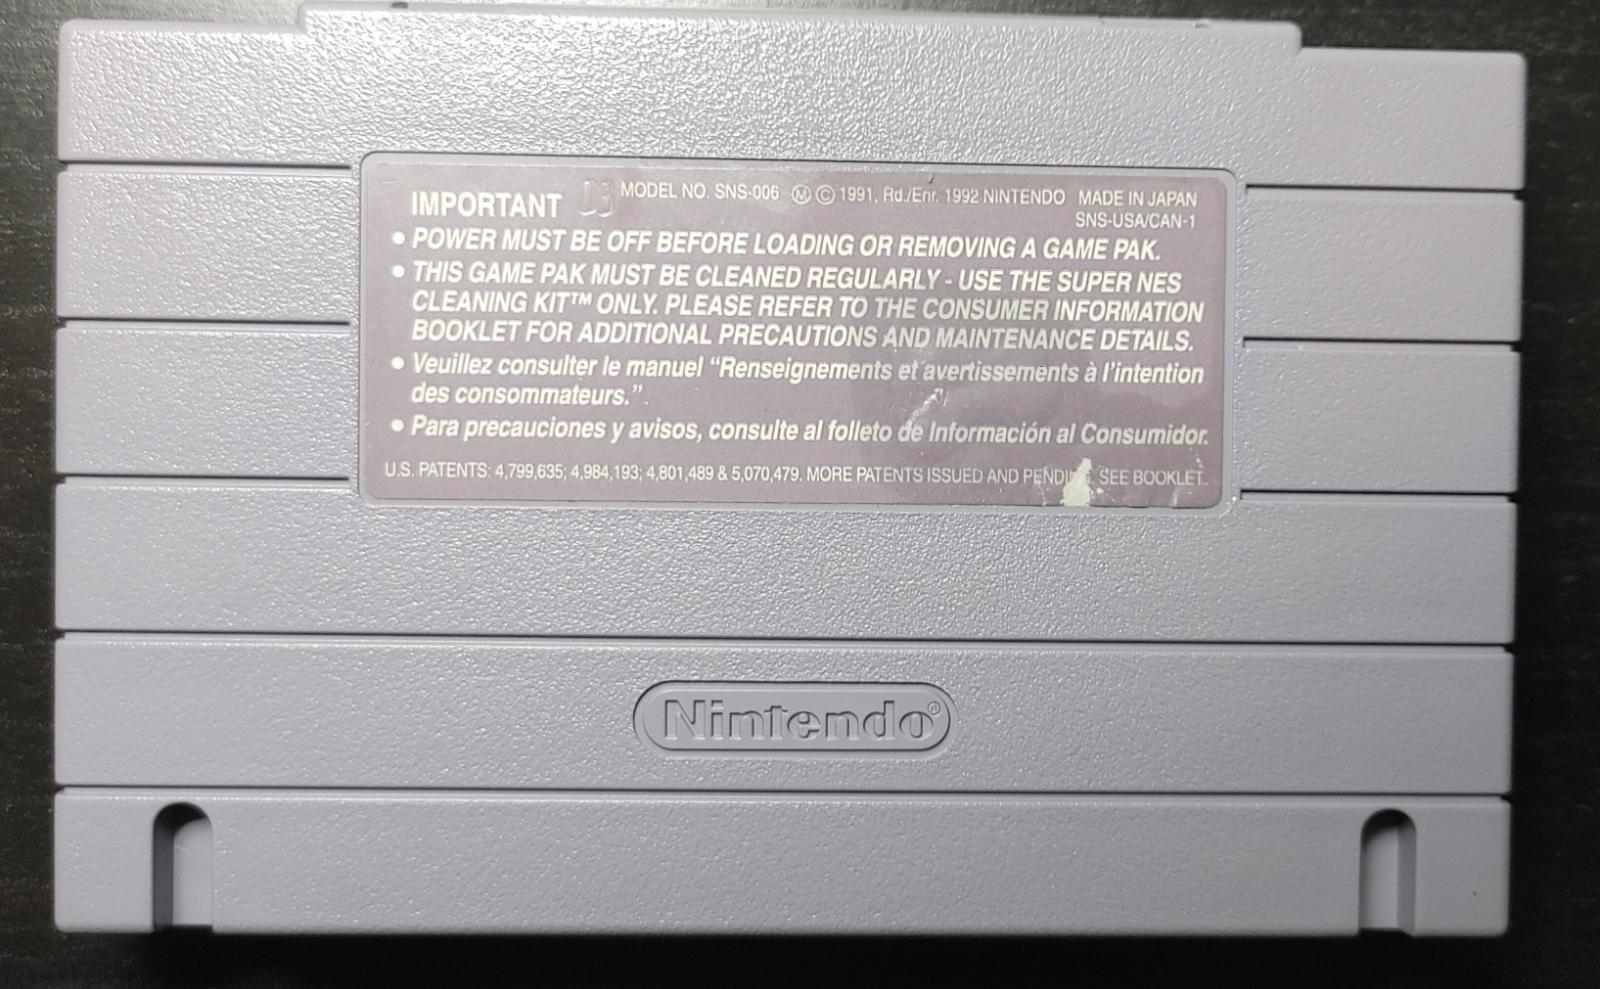 IMPORTANT 03 MODEL NO. SNS-006 Ⓜ © 1991, Rd./Enr. 1992 NINTENDO MADE IN JAPAN
SNS-USA/CAN-1
• POWER MUST BE OFF BEFORE LOADING OR REMOVING A GAME PAK.
• THIS GAME PAK MUST BE CLEANED REGULARLY - USE THE SUPER NES
CLEANING KIT™ ONLY. PLEASE REFER TO THE CONSUMER INFORMATION
BOOKLET FOR ADDITIONAL PRECAUTIONS AND MAINTENANCE DETAILS.
• Veuillez consulter le manuel “Renseignements et avertissements à l’intention
des consommateurs.”
• Para precauciones y avisos, consulte al folleto de Información al Consumidor.
U.S. PATENTS: 4,799,635; 4,984,193; 4,801,489 & 5,070,479. MORE PATENTS ISSUED AND PENDING. SEE BOOKLET.
Nintendo®